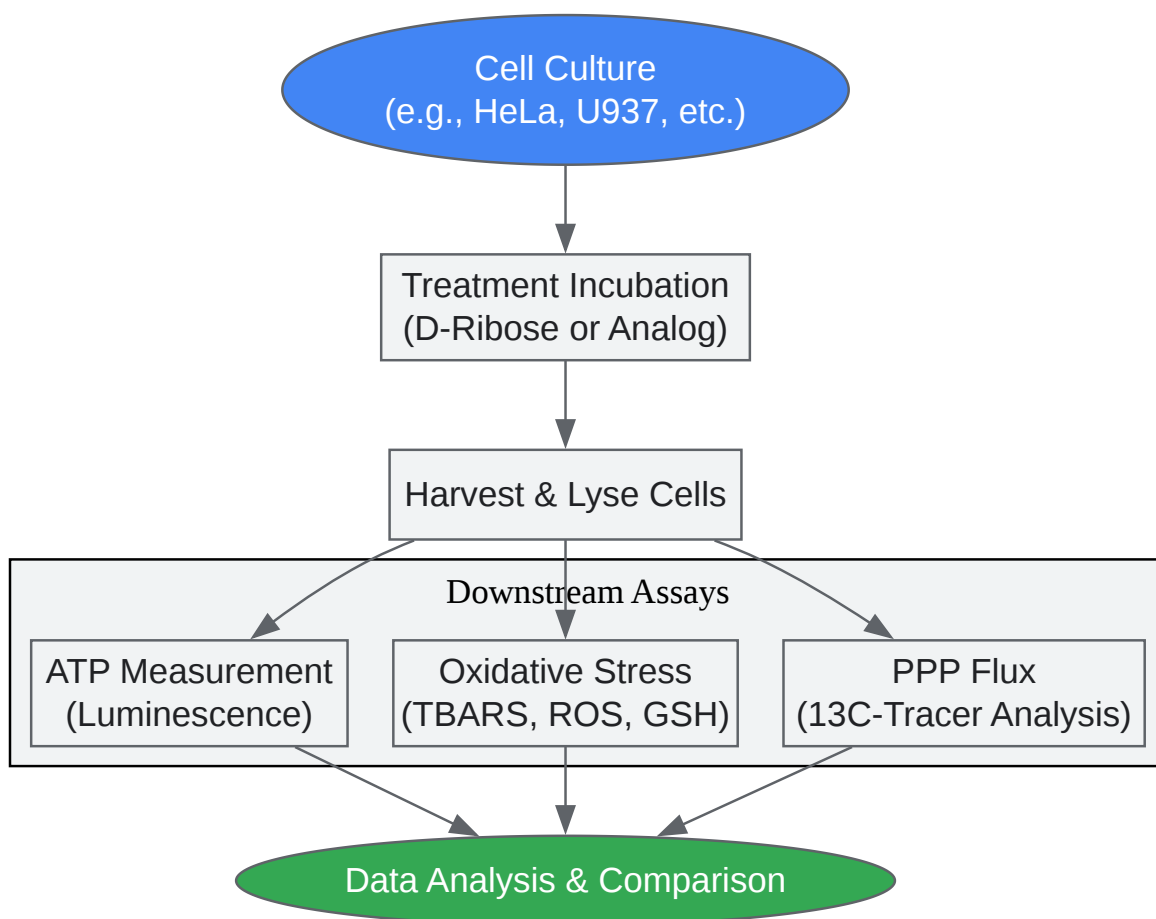 Cell Culture
(e.g., HeLa, U937, etc.)
Treatment Incubation
(D-Ribose or Analog)
Harvest & Lyse Cells
Downstream Assays
ATP Measurement
(Luminescence)
Oxidative Stress
(TBARS, ROS, GSH)
PPP Flux
(13C-Tracer Analysis)
Data Analysis & Comparison